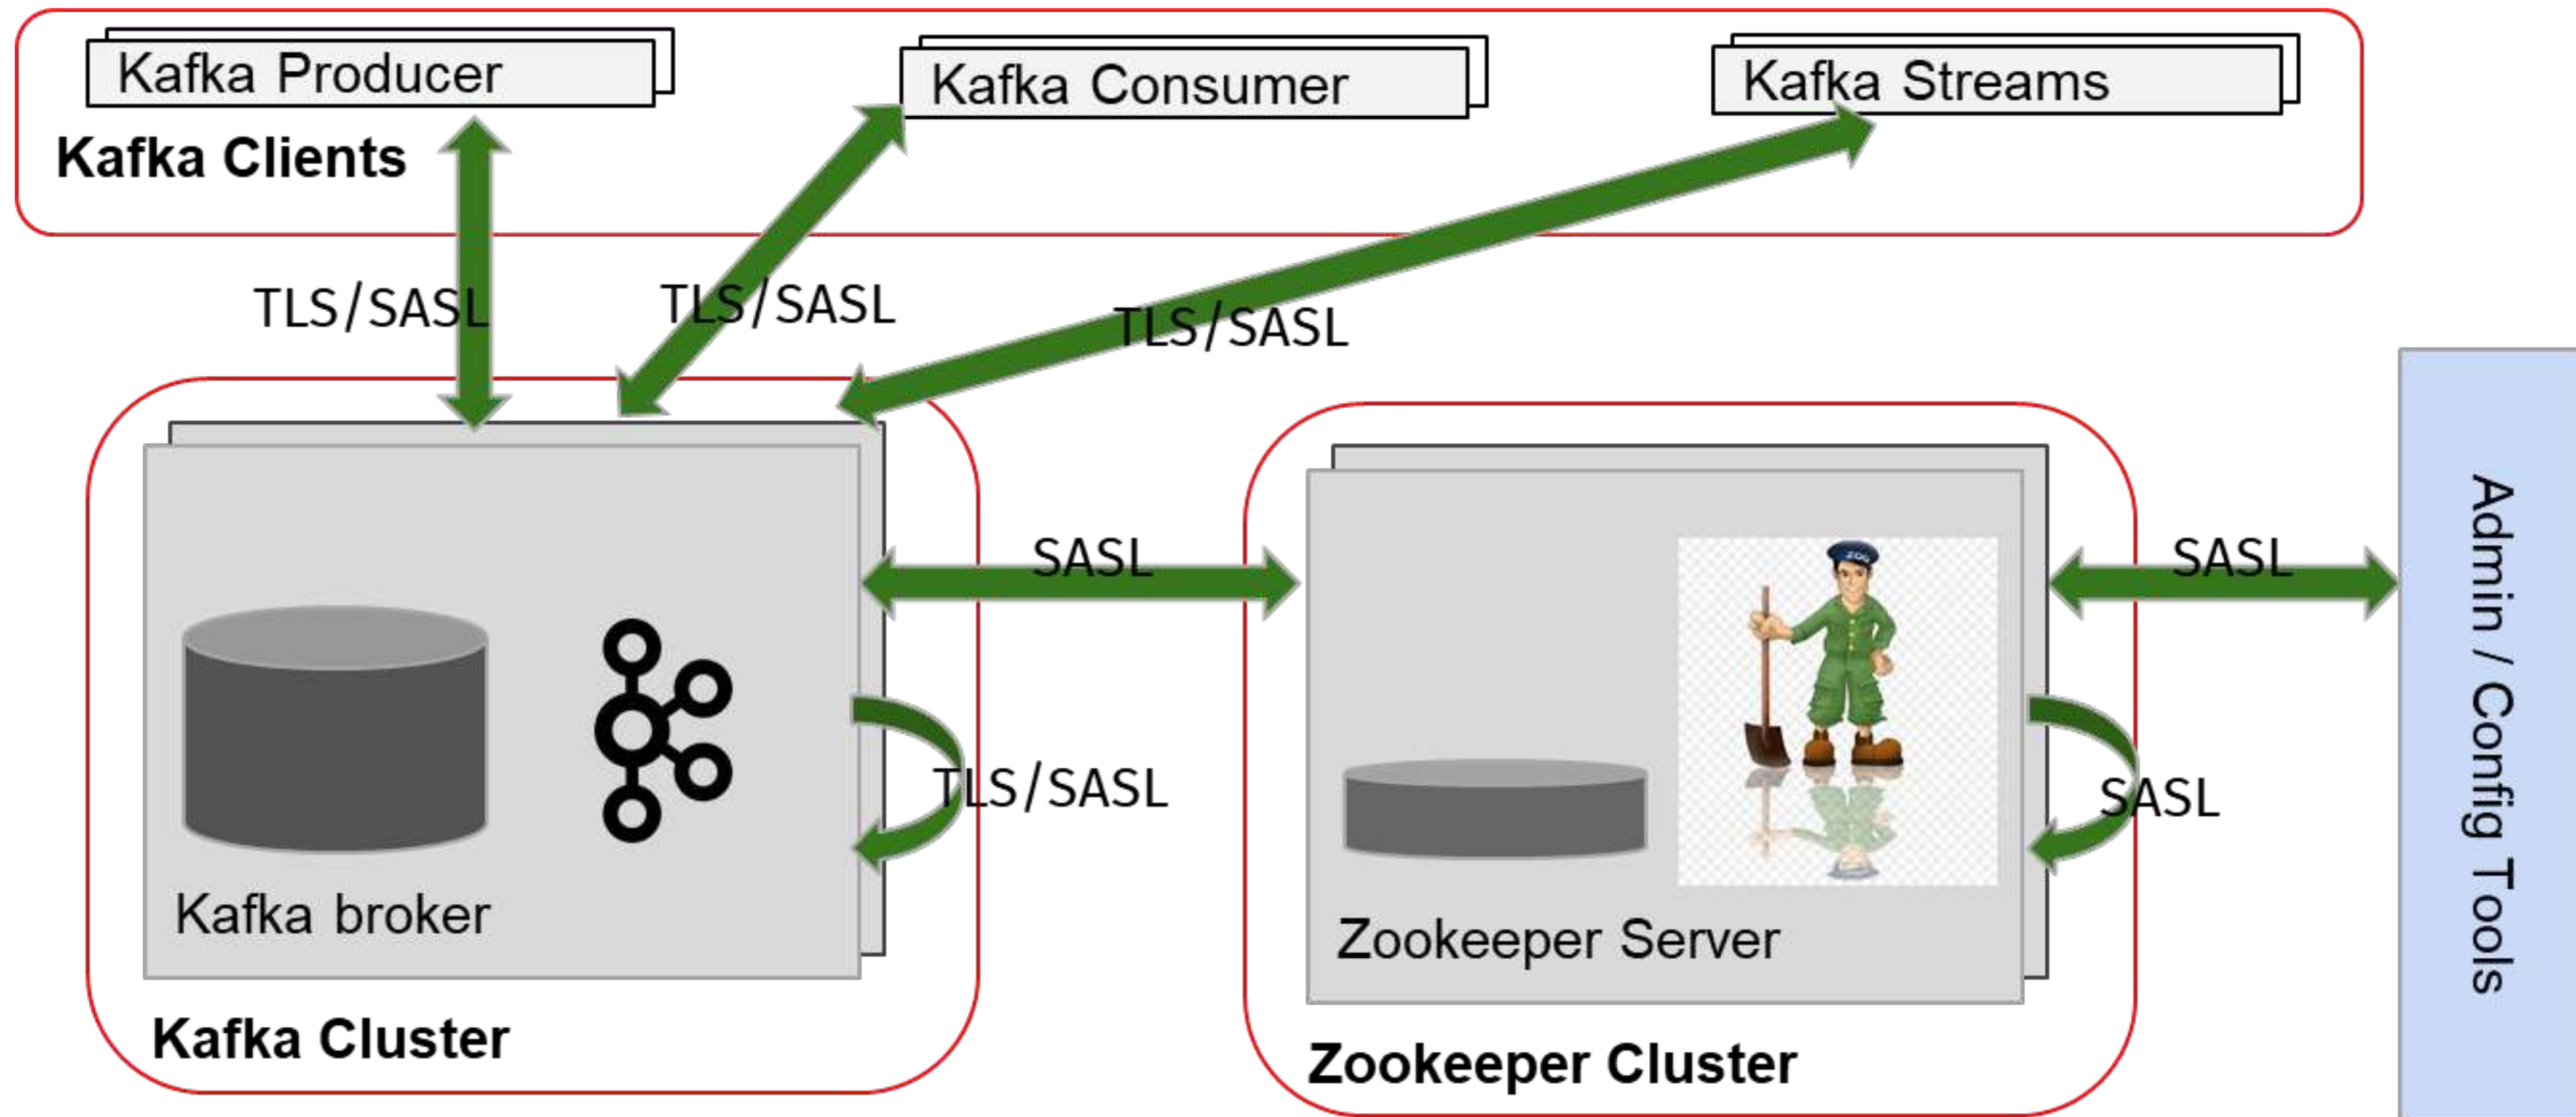 Kafka Producer
Kafka Consumer
Kafka Streams
Kafka Clients
TLS/SASL
TLS/SASL
TLS/SASL
SASL
SASL
ZOO
TLS/SASL
SASL
Kafka broker
Zookeeper Server
Kafka Cluster
Zookeeper Cluster
Admin / Config Tools